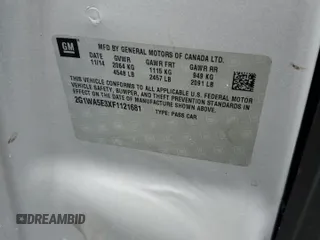 GM
MFD BY GENERAL MOTORS OF CANADA LTD.
11/14 GVWR GAWR FRT GAWR RR
2064 KG 1115 KG 949 KG
4549 LB 2457 LB 2091 LB
THIS VEHICLE CONFORMS TO ALL APPLICABLE U.S. FEDERAL
MOTOR VEHICLE SAFETY, BUMPER, AND THEFT PREVENTION
STANDARDS IN EFFECT ON THE DATE OF MANUFACTURE SHOWN ABOVE.
2G1WA5E3XF1121681
TYPE: PASS CAR
DREAMBID